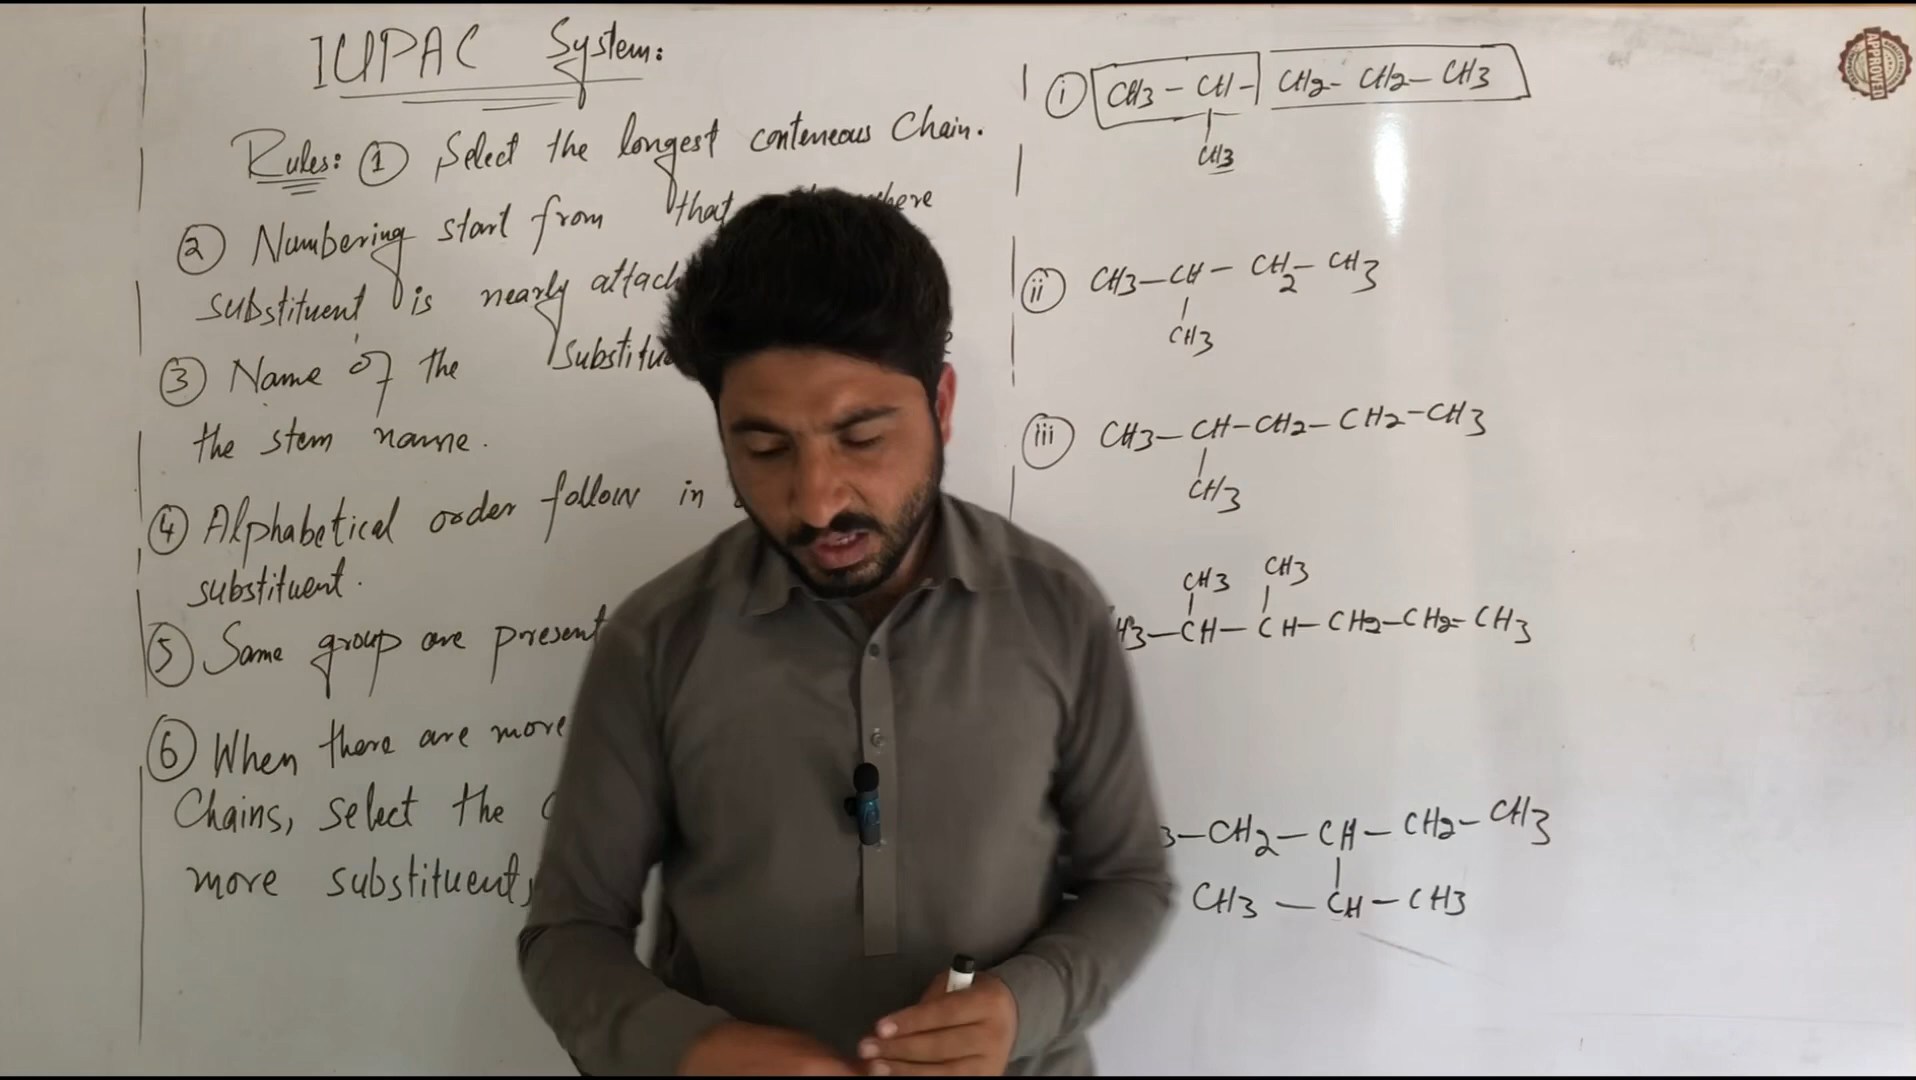 IUPAC System:
Rules: ① Select the longest conteneous Chain.
② Numbering start from that
substituent is nearly attach
③ Name of the
the stem name.
④ Alphabetical order follow in
substituent.
⑤ Same group are present
⑥ When there are more
Chains, select the
more substituent,
i) CH3 - CH - CH2 - CH2 - CH3
CH3
ii) CH3 - CH - CH2 - CH3
CH3
iii) CH3 - CH - CH2 - CH2 - CH3
CH3
CH3 CH3
H3 - CH - CH - CH2 - CH2 - CH3
3 - CH2 - CH - CH2 - CH3
CH3 - CH - CH3
APPROVED